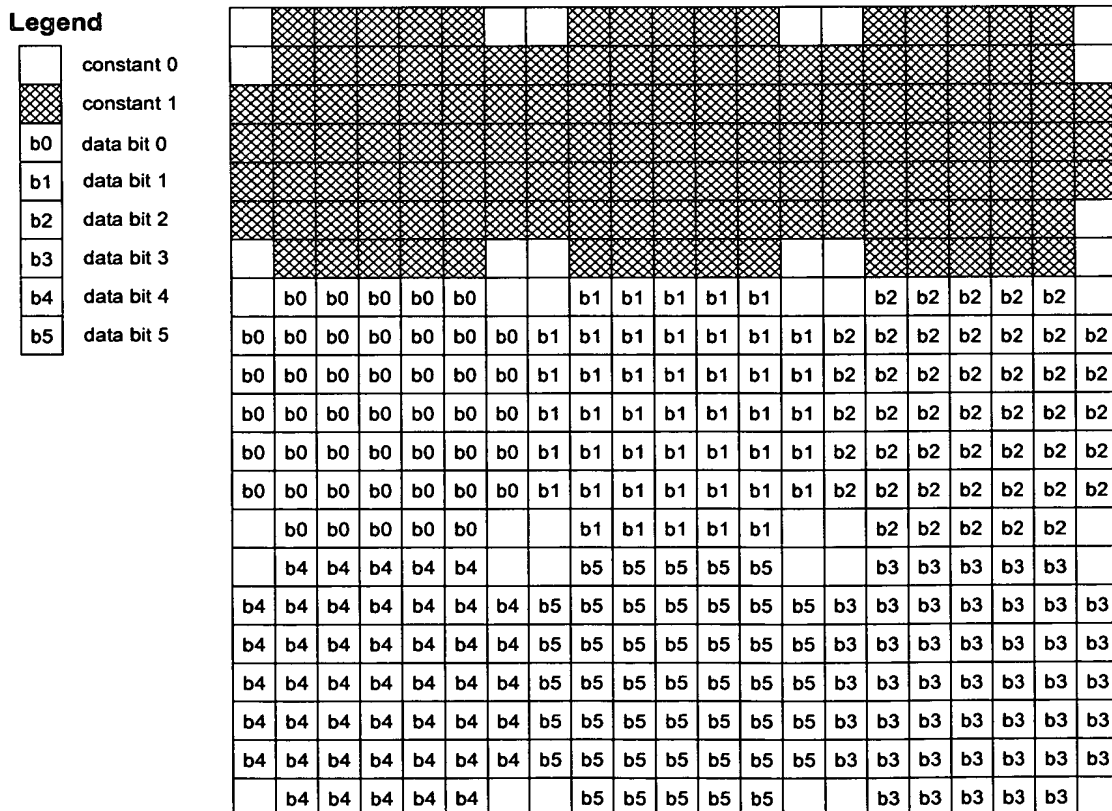 Legend
constant 0
constant 1
b0 data bit 0
b1 data bit 1
b2 data bit 2
b3 data bit 3
b4 data bit 4
b5 data bit 5
b0 b0 b0 b0 b0 b1 b1 b1 b1 b1 b2 b2 b2 b2 b2
b0 b0 b0 b0 b0 b0 b0 b1 b1 b1 b1 b1 b1 b1 b2 b2 b2 b2 b2 b2 b2
b0 b0 b0 b0 b0 b0 b0 b1 b1 b1 b1 b1 b1 b1 b2 b2 b2 b2 b2 b2 b2
b0 b0 b0 b0 b0 b0 b0 b1 b1 b1 b1 b1 b1 b1 b2 b2 b2 b2 b2 b2 b2
b0 b0 b0 b0 b0 b0 b0 b1 b1 b1 b1 b1 b1 b1 b2 b2 b2 b2 b2 b2 b2
b0 b0 b0 b0 b0 b0 b0 b1 b1 b1 b1 b1 b1 b1 b2 b2 b2 b2 b2 b2 b2
b0 b0 b0 b0 b0 b1 b1 b1 b1 b1 b2 b2 b2 b2 b2
b4 b4 b4 b4 b4 b5 b5 b5 b5 b5 b3 b3 b3 b3 b3
b4 b4 b4 b4 b4 b4 b4 b5 b5 b5 b5 b5 b5 b5 b3 b3 b3 b3 b3 b3 b3
b4 b4 b4 b4 b4 b4 b4 b5 b5 b5 b5 b5 b5 b5 b3 b3 b3 b3 b3 b3 b3
b4 b4 b4 b4 b4 b4 b4 b5 b5 b5 b5 b5 b5 b5 b3 b3 b3 b3 b3 b3 b3
b4 b4 b4 b4 b4 b4 b4 b5 b5 b5 b5 b5 b5 b5 b3 b3 b3 b3 b3 b3 b3
b4 b4 b4 b4 b4 b4 b4 b5 b5 b5 b5 b5 b5 b5 b3 b3 b3 b3 b3 b3 b3
b4 b4 b4 b4 b4 b5 b5 b5 b5 b5 b3 b3 b3 b3 b3